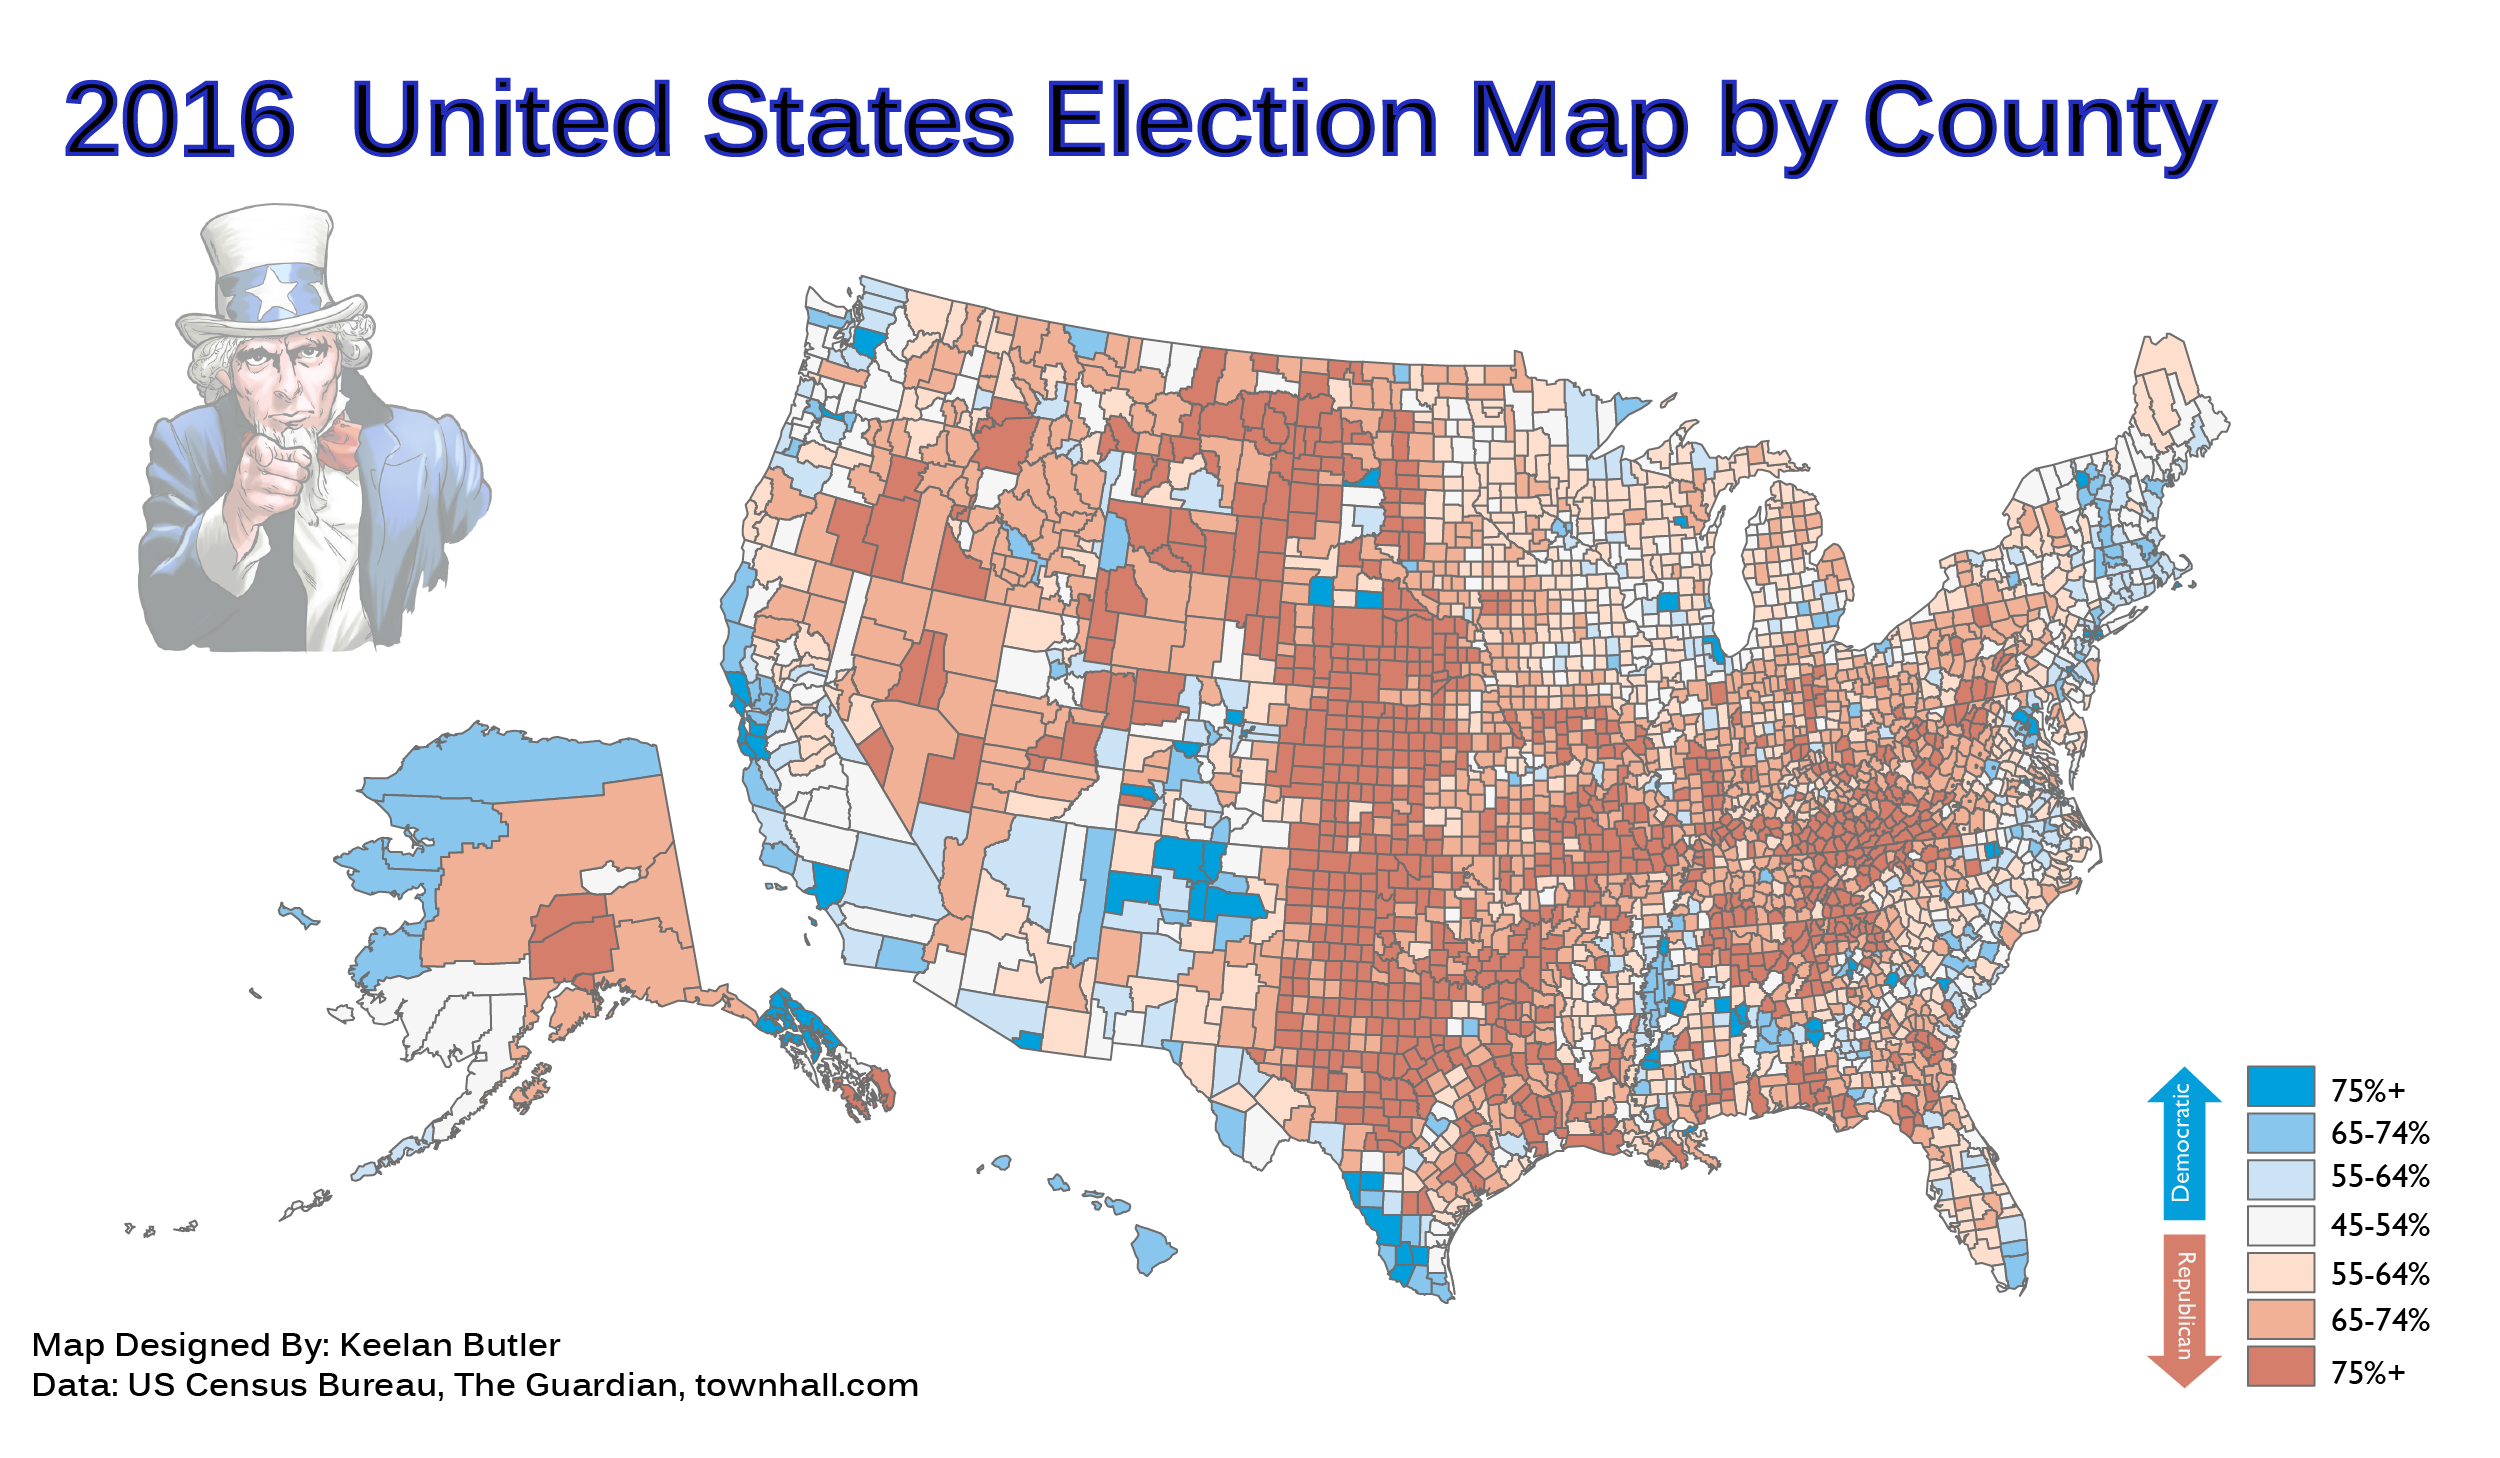 2016 United States Election Map by County
Democratic
Republican
75%+
65-74%
55-64%
45-54%
55-64%
65-74%
75%+
Map Designed By: Keelan Butler
Data: US Census Bureau, The Guardian, townhall.com